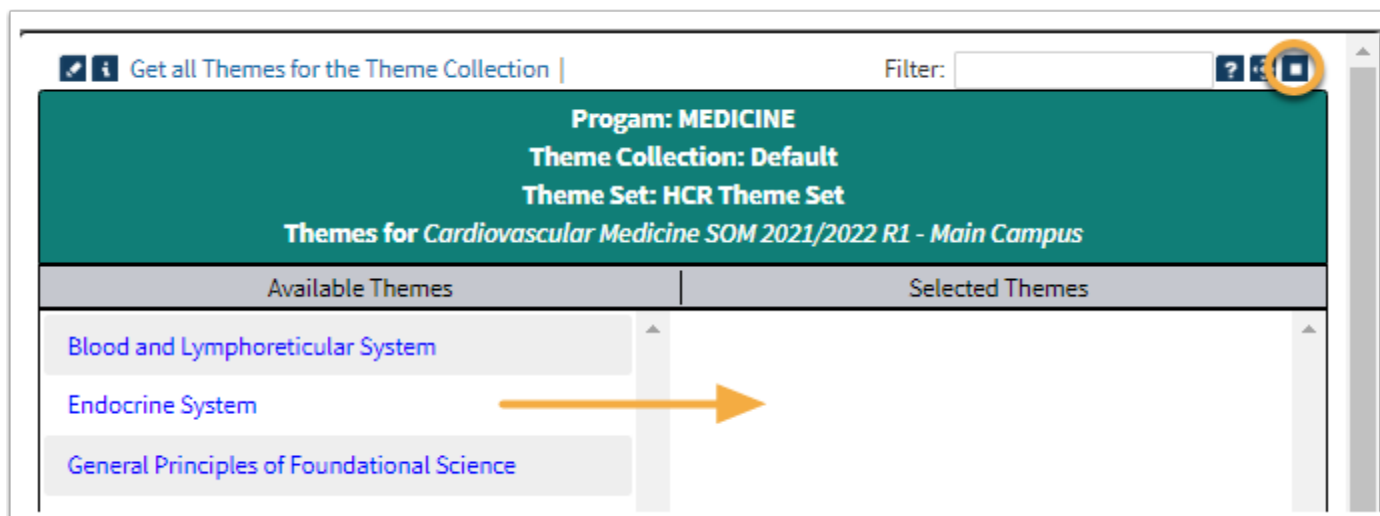 Get all Themes for the Theme Collection | Filter:
Progam: MEDICINE
Theme Collection: Default
Theme Set: HCR Theme Set
Themes for Cardiovascular Medicine SOM 2021/2022 R1 - Main Campus
Available Themes | Selected Themes
Blood and Lymphoreticular System
Endocrine System
General Principles of Foundational Science